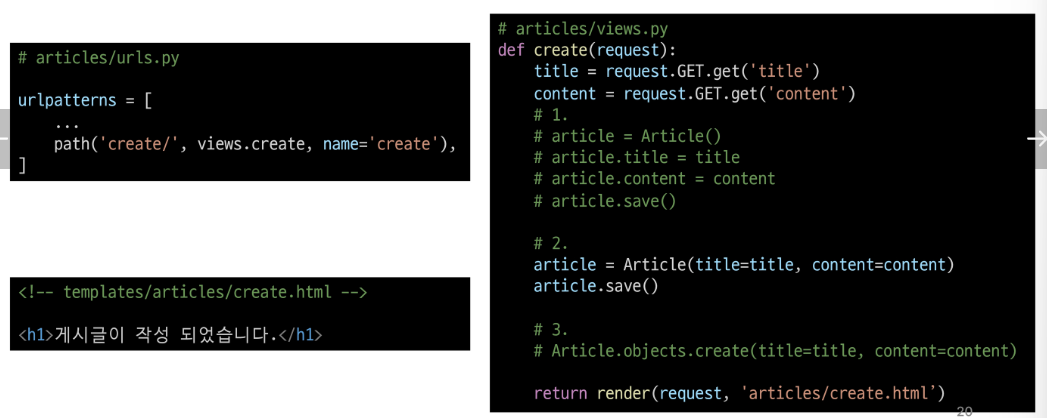 # articles/urls.py
urlpatterns = [
...
path('create/', views.create, name='create'),
]
<!-- templates/articles/create.html -->
<h1>게시글이 작성 되었습니다.</h1>
# articles/views.py
def create(request):
title = request.GET.get('title')
content = request.GET.get('content')
# 1.
# article = Article()
# article.title = title
# article.content = content
# article.save()
# 2.
article = Article(title=title, content=content)
article.save()
# 3.
# Article.objects.create(title=title, content=content)
return render(request, 'articles/create.html’)
20